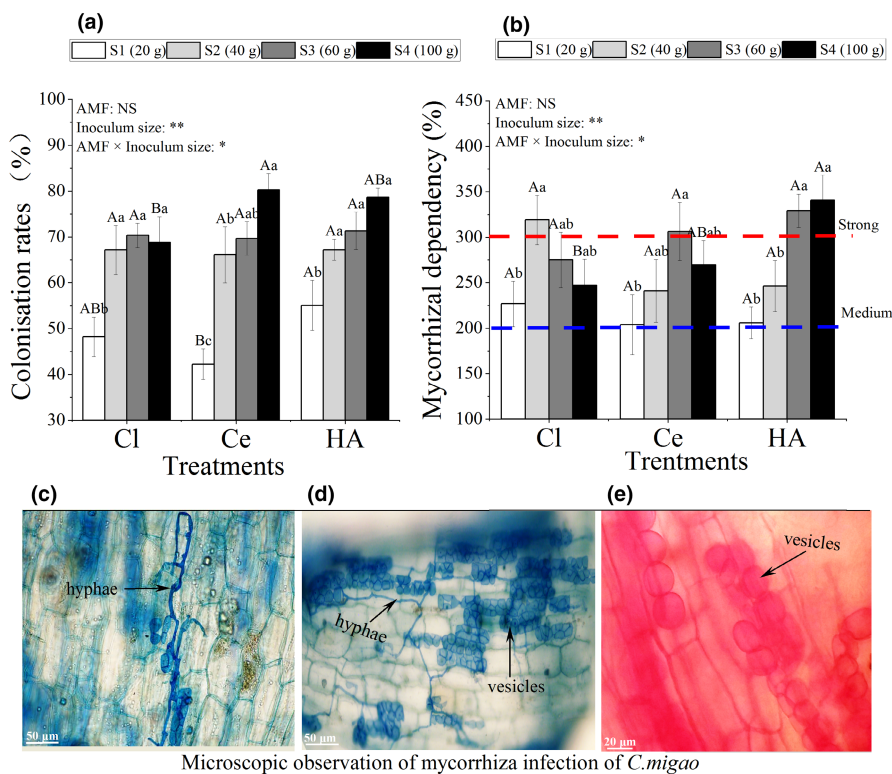 (a)
S1 (20 g) S2 (40 g) S3 (60 g) S4 (100 g)
100
90
80
70
60
50
40
30
Colonisation rates (%)
AMF: NS
Inoculum size: **
AMF × Inoculum size: *
ABb Aa Aa Ba
Bc Ab Aab Aa
Ab Aa Aa ABa
Cl Ce HA
Treatments
(b)
S1 (20 g) S2 (40 g) S3 (60 g) S4 (100 g)
450
400
350
300
250
200
150
100
Mycorrhizal dependency (%)
AMF: NS
Inoculum size: **
AMF × Inoculum size: *
Ab Aa Aab Bab
Ab Aab Aa ABab
Ab Ab Aa Aa
Strong
Medium
Cl Ce HA
Trentments
(c)
hyphae
50 μm
(d)
hyphae
vesicles
50 μm
(e)
vesicles
20 μm
Microscopic observation of mycorrhiza infection of C.migao